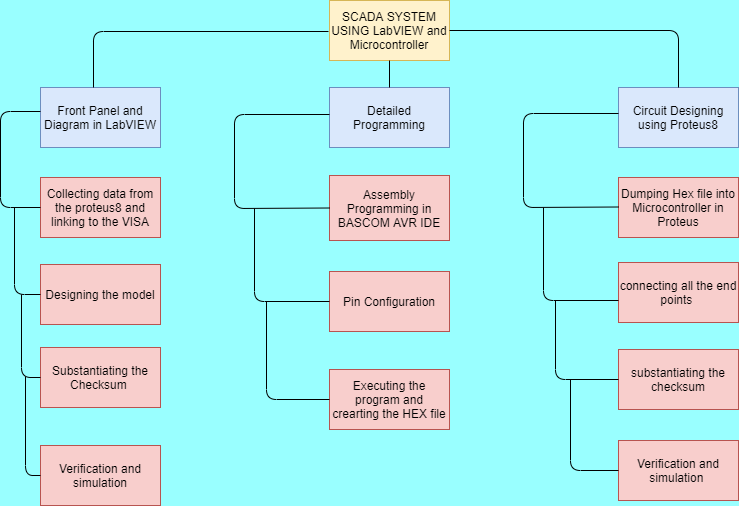 SCADA SYSTEM
USING LabVIEW and
Microcontroller
Front Panel and
Diagram in LabVIEW
Collecting data from
the proteus8 and
linking to the VISA
Designing the model
Substantiating the
Checksum
Verification and
simulation
Detailed
Programming
Assembly
Programming in
BASCOM AVR IDE
Pin Configuration
Executing the
program and
crearting the HEX file
Circuit Designing
using Proteus8
Dumping Hex file into
Microcontroller in
Proteus
connecting all the end
points
substantiating the
checksum
Verification and
simulation